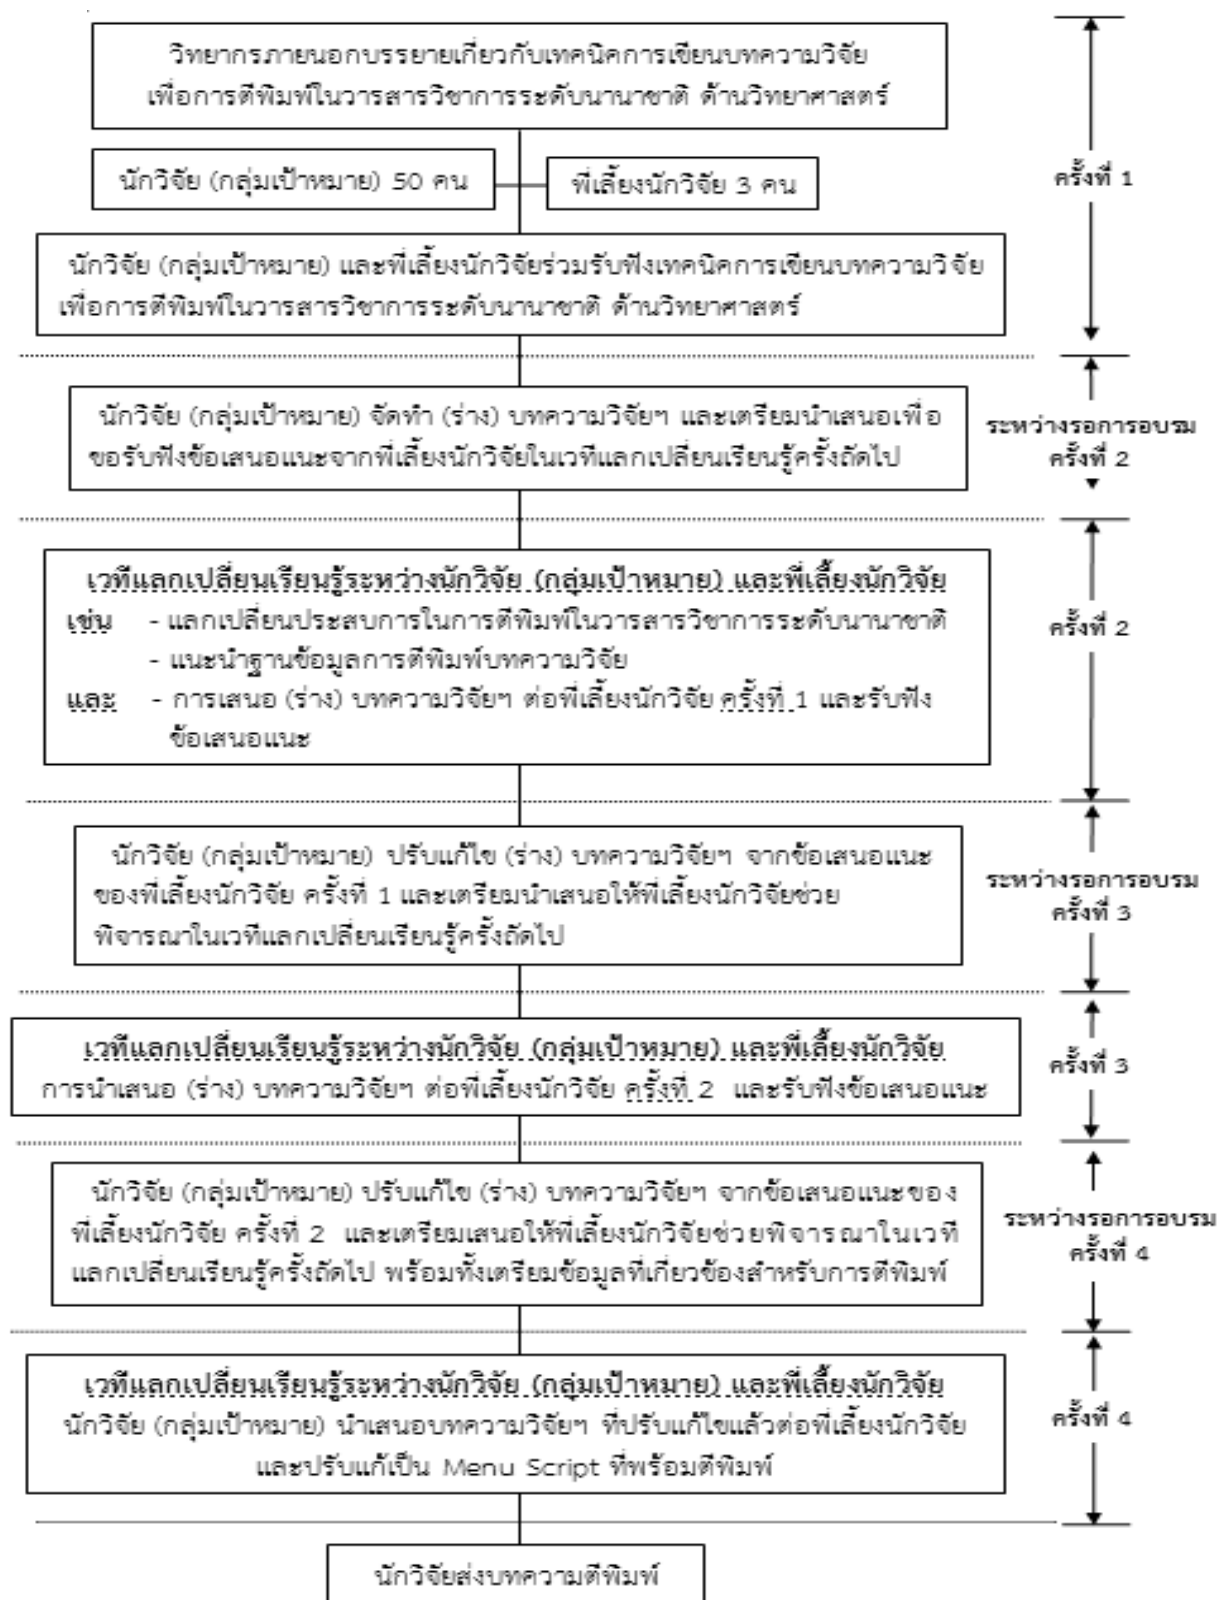 วิทยากรภายนอกบรรยายเกี่ยวกับเทคนิคการเขียนบทความวิจัย
เพื่อการตีพิมพ์ในวารสารวิชาการระดับนานาชาติ ด้านวิทยาศาสตร์
นักวิจัย (กลุ่มเป้าหมาย) 50 คน
พี่เลี้ยงนักวิจัย 3 คน
ครั้งที่ 1
นักวิจัย (กลุ่มเป้าหมาย) และพี่เลี้ยงนักวิจัยร่วมรับฟังเทคนิคการเขียนบทความวิจัย
เพื่อการตีพิมพ์ในวารสารวิชาการระดับนานาชาติ ด้านวิทยาศาสตร์
นักวิจัย (กลุ่มเป้าหมาย) จัดทำ (ร่าง) บทความวิจัยฯ และเตรียมนำเสนอเพื่อ
ขอรับฟังข้อเสนอแนะจากพี่เลี้ยงนักวิจัยในเวทีแลกเปลี่ยนเรียนรู้ครั้งถัดไป
ระหว่างรอการอบรม
ครั้งที่ 2
เวทีแลกเปลี่ยนเรียนรู้ระหว่างนักวิจัย (กลุ่มเป้าหมาย) และพี่เลี้ยงนักวิจัย
เช่น - แลกเปลี่ยนประสบการในการตีพิมพ์ในวารสารวิชาการระดับนานาชาติ
- แนะนำฐานข้อมูลการตีพิมพ์บทความวิจัย
และ - การเสนอ (ร่าง) บทความวิจัยฯ ต่อพี่เลี้ยงนักวิจัย ครั้งที่ 1 และรับฟัง
ข้อเสนอแนะ
ครั้งที่ 2
นักวิจัย (กลุ่มเป้าหมาย) ปรับแก้ไข (ร่าง) บทความวิจัยฯ จากข้อเสนอแนะ
ของพี่เลี้ยงนักวิจัย ครั้งที่ 1 และเตรียมนำเสนอให้พี่เลี้ยงนักวิจัยช่วย
พิจารณาในเวทีแลกเปลี่ยนเรียนรู้ครั้งถัดไป
ระหว่างรอการอบรม
ครั้งที่ 3
เวทีแลกเปลี่ยนเรียนรู้ระหว่างนักวิจัย (กลุ่มเป้าหมาย) และพี่เลี้ยงนักวิจัย
การนำเสนอ (ร่าง) บทความวิจัยฯ ต่อพี่เลี้ยงนักวิจัย ครั้งที่ 2 และรับฟังข้อเสนอแนะ
ครั้งที่ 3
นักวิจัย (กลุ่มเป้าหมาย) ปรับแก้ไข (ร่าง) บทความวิจัยฯ จากข้อเสนอแนะของ
พี่เลี้ยงนักวิจัย ครั้งที่ 2 และเตรียมเสนอให้พี่เลี้ยงนักวิจัยช่วยพิจารณาในเวที
แลกเปลี่ยนเรียนรู้ครั้งถัดไป พร้อมทั้งเตรียมข้อมูลที่เกี่ยวข้องสำหรับการตีพิมพ์
ระหว่างรอการอบรม
ครั้งที่ 4
เวทีแลกเปลี่ยนเรียนรู้ระหว่างนักวิจัย (กลุ่มเป้าหมาย) และพี่เลี้ยงนักวิจัย
นักวิจัย (กลุ่มเป้าหมาย) นำเสนอบทความวิจัยฯ ที่ปรับแก้ไขแล้วต่อพี่เลี้ยงนักวิจัย
และปรับแก้เป็น Menu Script ที่พร้อมตีพิมพ์
ครั้งที่ 4
นักวิจัยส่งบทความตีพิมพ์